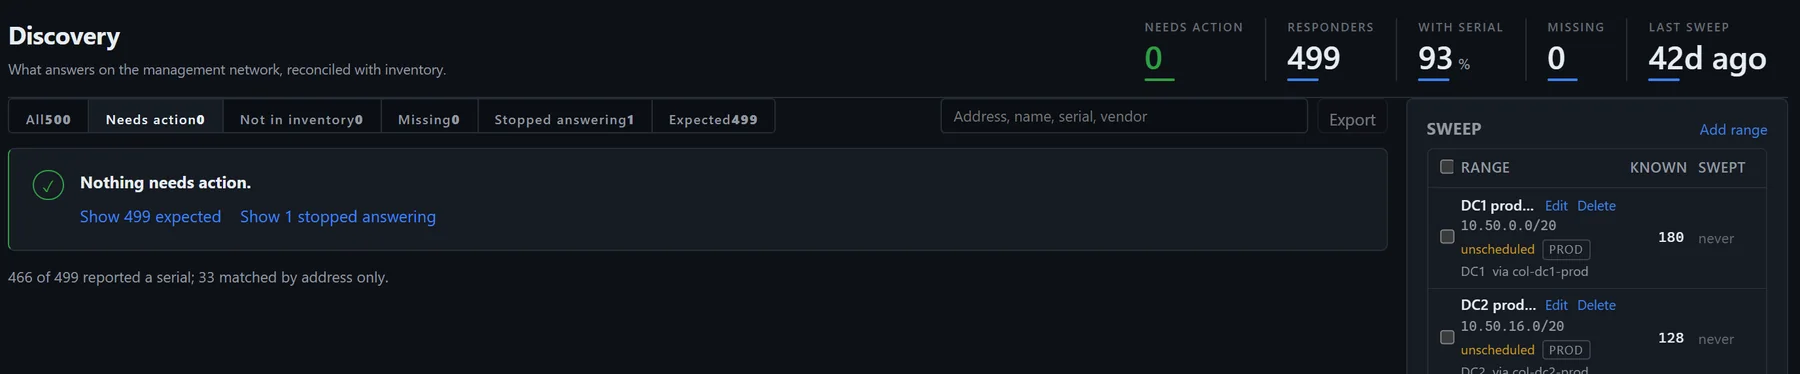 Discovery
What answers on the management network, reconciled with inventory.
NEEDS ACTION
0
RESPONDERS
499
WITH SERIAL
93 %
MISSING
0
LAST SWEEP
42d ago
All500 Needs action0 Not in inventory0 Missing0 Stopped answering1 Expected499
Address, name, serial, vendor
Export
✓
Nothing needs action.
Show 499 expected Show 1 stopped answering
466 of 499 reported a serial; 33 matched by address only.
SWEEP Add range
RANGE KNOWN SWEPT
DC1 prod... Edit Delete
10.50.0.0/20
180 never
unscheduled PROD
DC1 via col-dc1-prod
DC2 prod... Edit Delete
10.50.16.0/20
128 never
unscheduled PROD
DC2 via col-dc2-prod